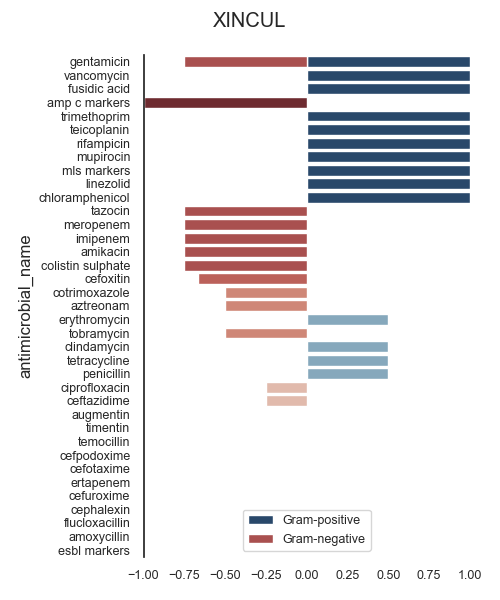 XINCUL
antimicrobial_name
gentamicin
vancomycin
fusidic acid
amp c markers
trimethoprim
teicoplanin
rifampicin
mupirocin
mls markers
linezolid
chloramphenicol
tazocin
meropenem
imipenem
amikacin
colistin sulphate
cefoxitin
cotrimoxazole
aztreonam
erythromycin
tobramycin
clindamycin
tetracycline
penicillin
ciprofloxacin
ceftazidime
augmentin
timentin
temocillin
cefpodoxime
cefotaxime
ertapenem
cefuroxime
cephalexin
flucloxacillin
amoxycillin
esbl markers
Gram-positive
Gram-negative
−1.00 −0.75 −0.50 −0.25 0.00 0.25 0.50 0.75 1.00